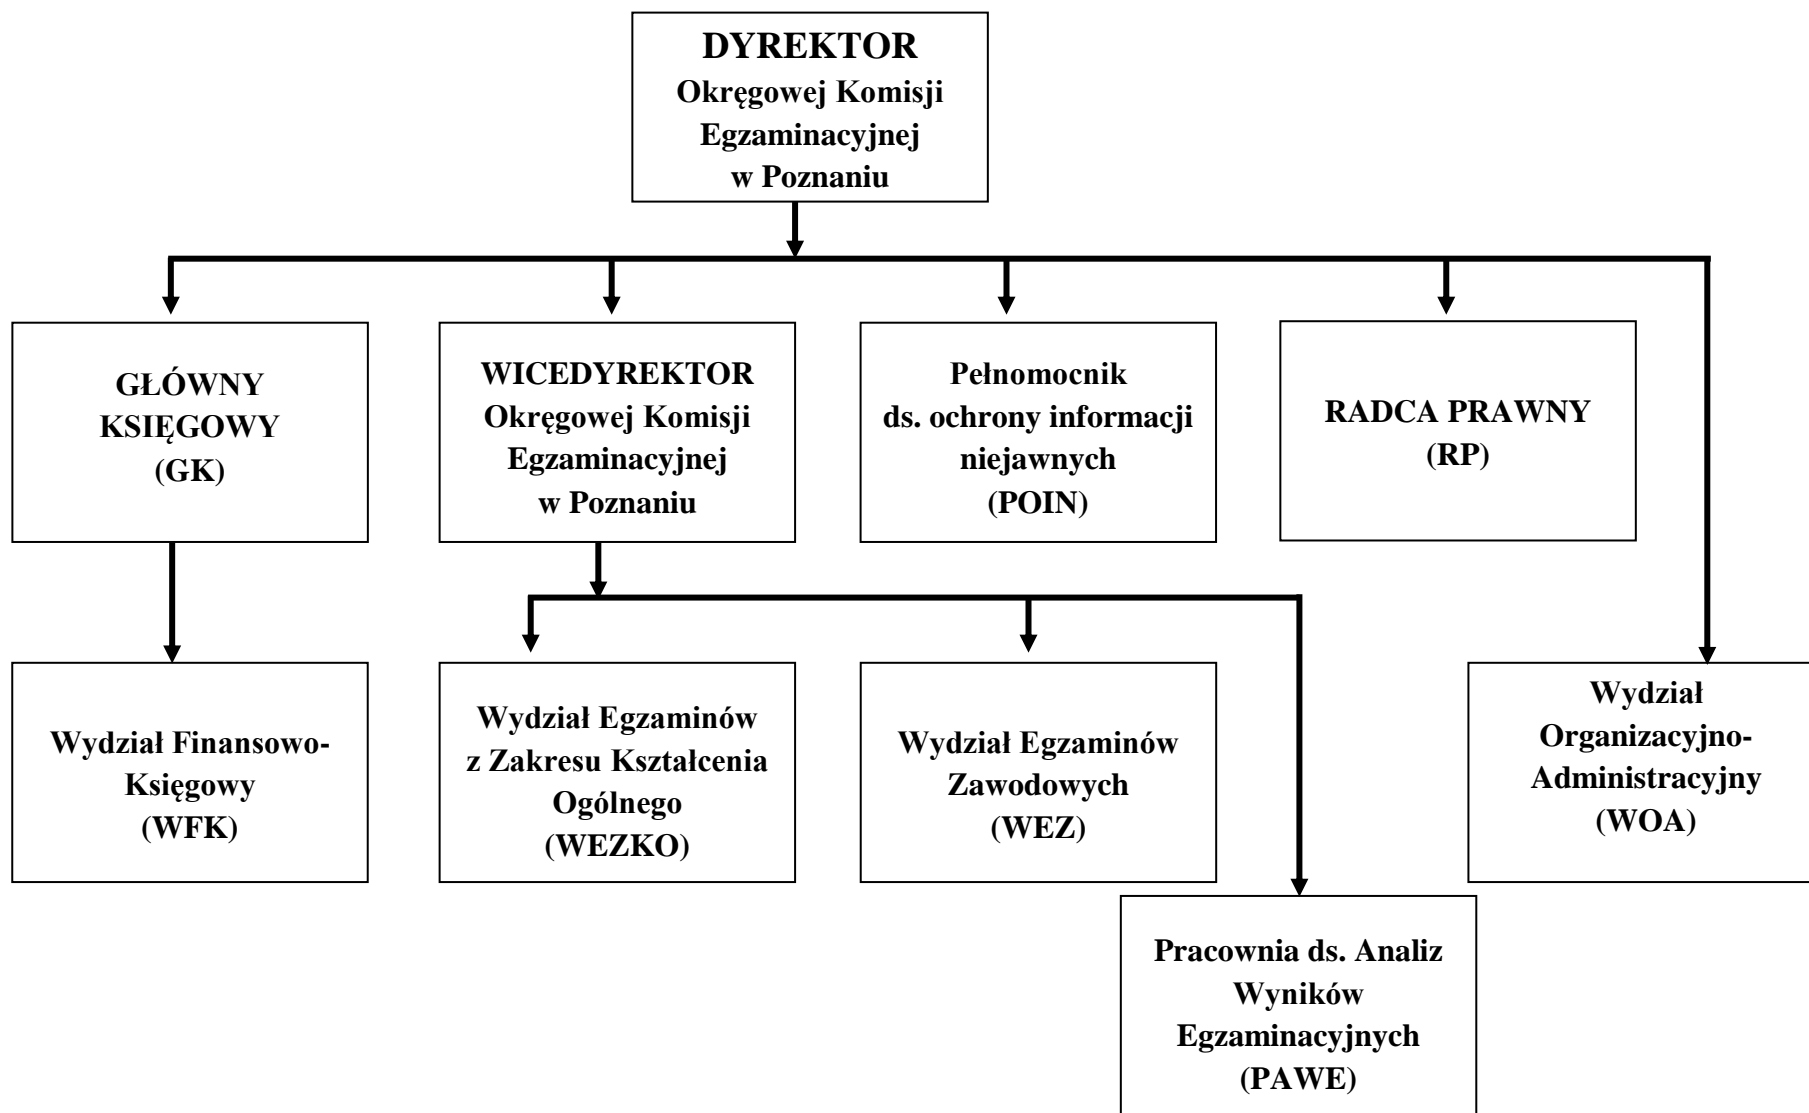 DYREKTOR
Okręgowej Komisji
Egzaminacyjnej
w Poznaniu
GŁÓWNY
KSIĘGOWY
(GK)
WICEDYREKTOR
Okręgowej Komisji
Egzaminacyjnej
w Poznaniu
Pełnomocnik
ds. ochrony informacji
niejawnych
(POIN)
RADCA PRAWNY
(RP)
Wydział Finansowo-
Księgowy
(WFK)
Wydział Egzaminów
z Zakresu Kształcenia
Ogólnego
(WEZKO)
Wydział Egzaminów
Zawodowych
(WEZ)
Wydział
Organizacyjno-
Administracyjny
(WOA)
Pracownia ds. Analiz
Wyników
Egzaminacyjnych
(PAWE)